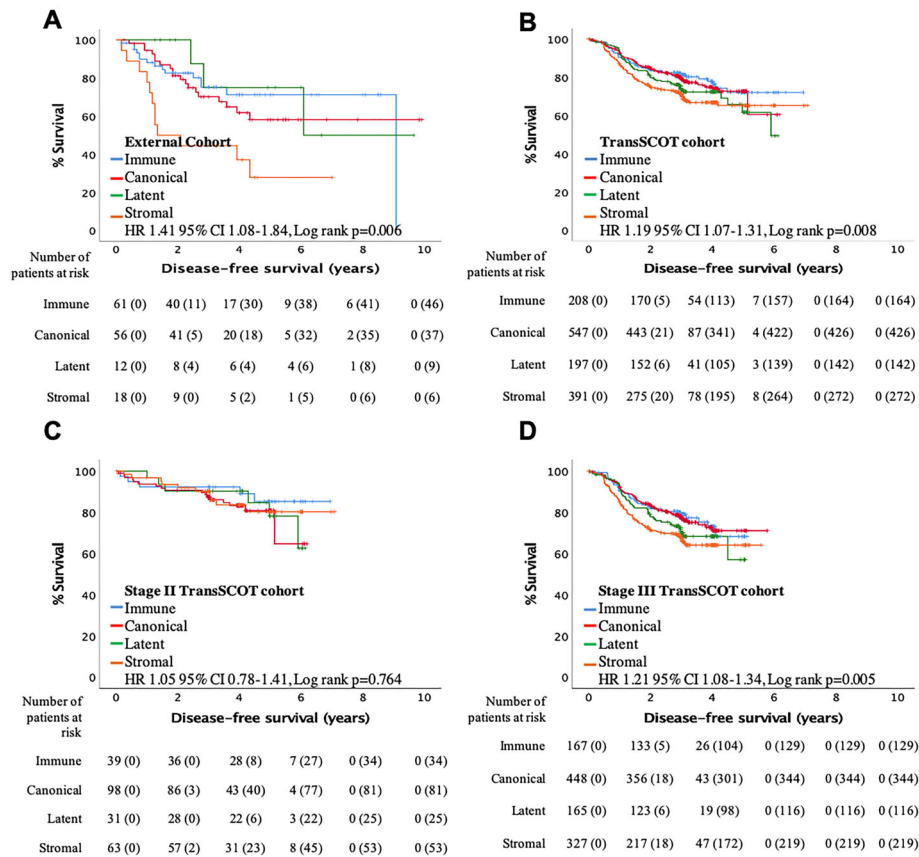 A
100
80
60
40
20
0
% Survival
External Cohort
Immune
Canonical
Latent
Stromal
HR 1.41 95% CI 1.08-1.84, Log rank p=0.006
0 2 4 6 8 10
Disease-free survival (years)
Number of
patients at risk
Immune 61 (0) 40 (11) 17 (30) 9 (38) 6 (41) 0 (46)
Canonical 56 (0) 41 (5) 20 (18) 5 (32) 2 (35) 0 (37)
Latent 12 (0) 8 (4) 6 (4) 4 (6) 1 (8) 0 (9)
Stromal 18 (0) 9 (0) 5 (2) 1 (5) 0 (6) 0 (6)
B
100
80
60
40
20
0
% Survival
TransSCOT cohort
Immune
Canonical
Latent
Stromal
HR 1.19 95% CI 1.07-1.31, Log rank p=0.008
0 2 4 6 8 10
Disease-free survival (years)
Number of
patients at risk
Immune 208 (0) 170 (5) 54 (113) 7 (157) 0 (164) 0 (164)
Canonical 547 (0) 443 (21) 87 (341) 4 (422) 0 (426) 0 (426)
Latent 197 (0) 152 (6) 41 (105) 3 (139) 0 (142) 0 (142)
Stromal 391 (0) 275 (20) 78 (195) 8 (264) 0 (272) 0 (272)
C
100
80
60
40
20
0
% Survival
Stage II TransSCOT cohort
Immune
Canonical
Latent
Stromal
HR 1.05 95% CI 0.78-1.41, Log rank p=0.764
0 2 4 6 8 10
Disease-free survival (years)
Number of
patients at
risk
Immune 39 (0) 36 (0) 28 (8) 7 (27) 0 (34) 0 (34)
Canonical 98 (0) 86 (3) 43 (40) 4 (77) 0 (81) 0 (81)
Latent 31 (0) 28 (0) 22 (6) 3 (22) 0 (25) 0 (25)
Stromal 63 (0) 57 (2) 31 (23) 8 (45) 0 (53) 0 (53)
D
100
80
60
40
20
0
% Survival
Stage III TransSCOT cohort
Immune
Canonical
Latent
Stromal
HR 1.21 95% CI 1.08-1.34, Log rank p=0.005
0 2 4 6 8 10
Disease-free survival (years)
Number of
patients at risk
Immune 167 (0) 133 (5) 26 (104) 0 (129) 0 (129) 0 (129)
Canonical 448 (0) 356 (18) 43 (301) 0 (344) 0 (344) 0 (344)
Latent 165 (0) 123 (6) 19 (98) 0 (116) 0 (116) 0 (116)
Stromal 327 (0) 217 (18) 47 (172) 0 (219) 0 (219) 0 (219)